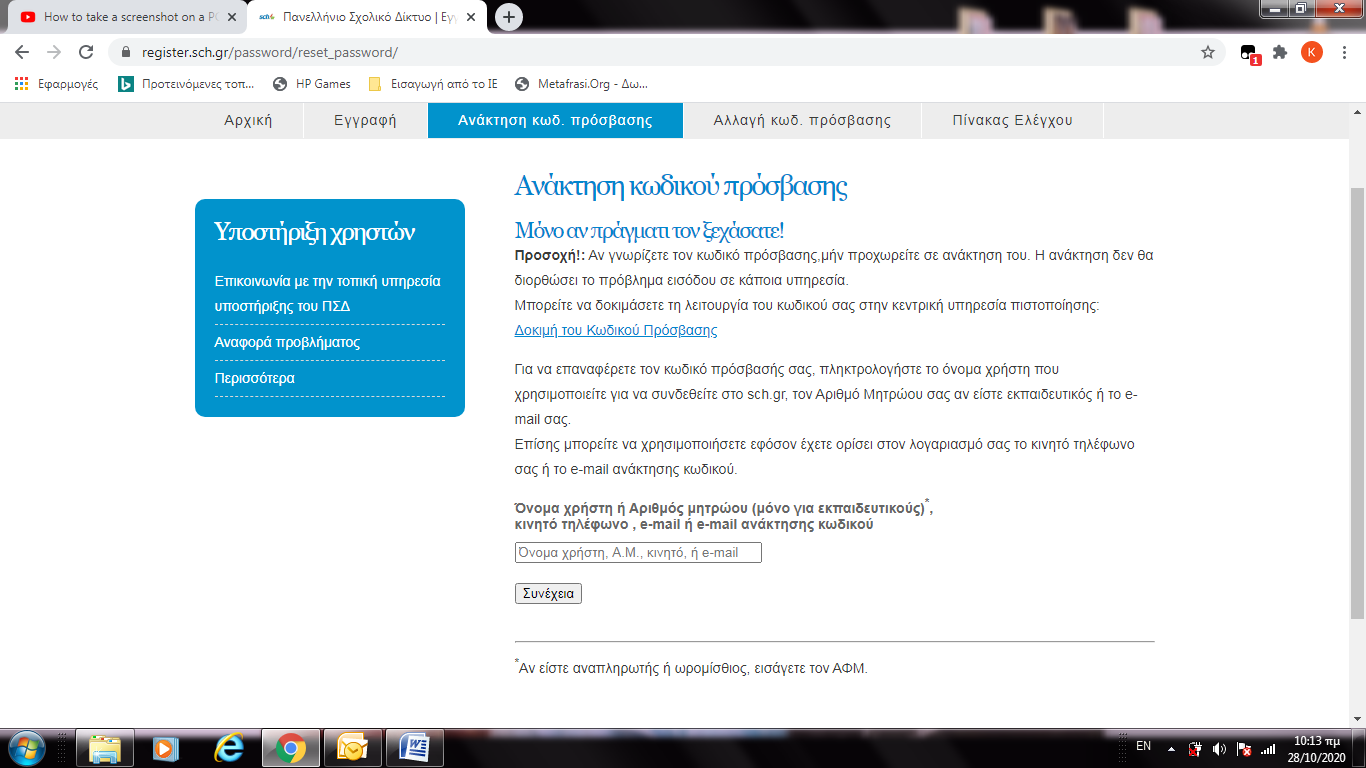 How to take a screenshot on a PC
sch Πανελλήνιο Σχολικό Δίκτυο | Εγγ
register.sch.gr/password/reset_password/
1
K
Εφαρμογές
Προτεινόμενες τοπ...
HP Games
Εισαγωγή από το IE
Metafrasi.Org - Δω...
Αρχική
Εγγραφή
Ανάκτηση κωδ. πρόσβασης
Αλλαγή κωδ. πρόσβασης
Πίνακας Ελέγχου
Υποστήριξη χρηστών
Επικοινωνία με την τοπική υπηρεσία
υποστήριξης του ΠΣΔ
Αναφορά προβλήματος
Περισσότερα
Ανάκτηση κωδικού πρόσβασης
Μόνο αν πράγματι τον ξεχάσατε!
Προσοχή!: Αν γνωρίζετε τον κωδικό πρόσβασης,μήν προχωρείτε σε ανάκτηση του. Η ανάκτηση δεν θα
διορθώσει το πρόβλημα εισόδου σε κάποια υπηρεσία.
Μπορείτε να δοκιμάσετε τη λειτουργία του κωδικού σας στην κεντρική υπηρεσία πιστοποίησης:
Δοκιμή του Κωδικού Πρόσβασης
Για να επαναφέρετε τον κωδικό πρόσβασής σας, πληκτρολογήστε το όνομα χρήστη που
χρησιμοποιείτε για να συνδεθείτε στο sch.gr, τον Αριθμό Μητρώου σας αν είστε εκπαιδευτικός ή το e-
mail σας.
Επίσης μπορείτε να χρησιμοποιήσετε εφόσον έχετε ορίσει στον λογαριασμό σας το κινητό τηλέφωνο
σας ή το e-mail ανάκτησης κωδικού.
Όνομα χρήστη ή Αριθμός μητρώου (μόνο για εκπαιδευτικούς)*,
κινητό τηλέφωνο , e-mail ή e-mail ανάκτησης κωδικού
Όνομα χρήστη, Α.Μ., κινητό, ή e-mail
Συνέχεια
*Αν είστε αναπληρωτής ή ωρομίσθιος, εισάγετε τον ΑΦΜ.
EN
10:13 πμ
28/10/2020